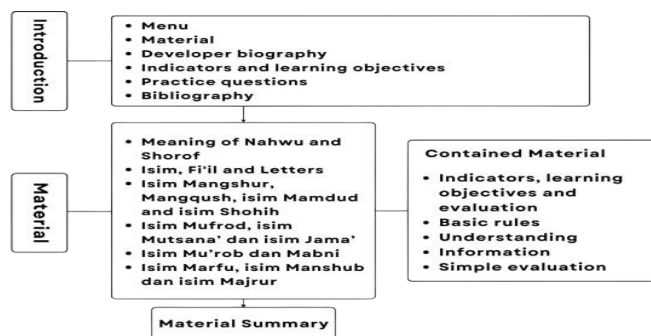 Introduction
• Menu
• Material
• Developer biography
• Indicators and learning objectives
• Practice questions
• Bibliography
Material
• Meaning of Nahwu and
Shorof
• Isim, Fi'il and Letters
• Isim Mangshur,
Mangqush, isim Mamdud
and isim Shohih
• Isim Mufrod, isim
Mutsana' dan isim Jama'
• Isim Mu'rob dan Mabni
• Isim Marfu, isim Manshub
dan isim Majrur
Contained Material
• Indicators, learning
objectives and
evaluation
• Basic rules
• Understanding
• Information
• Simple evaluation
Material Summary